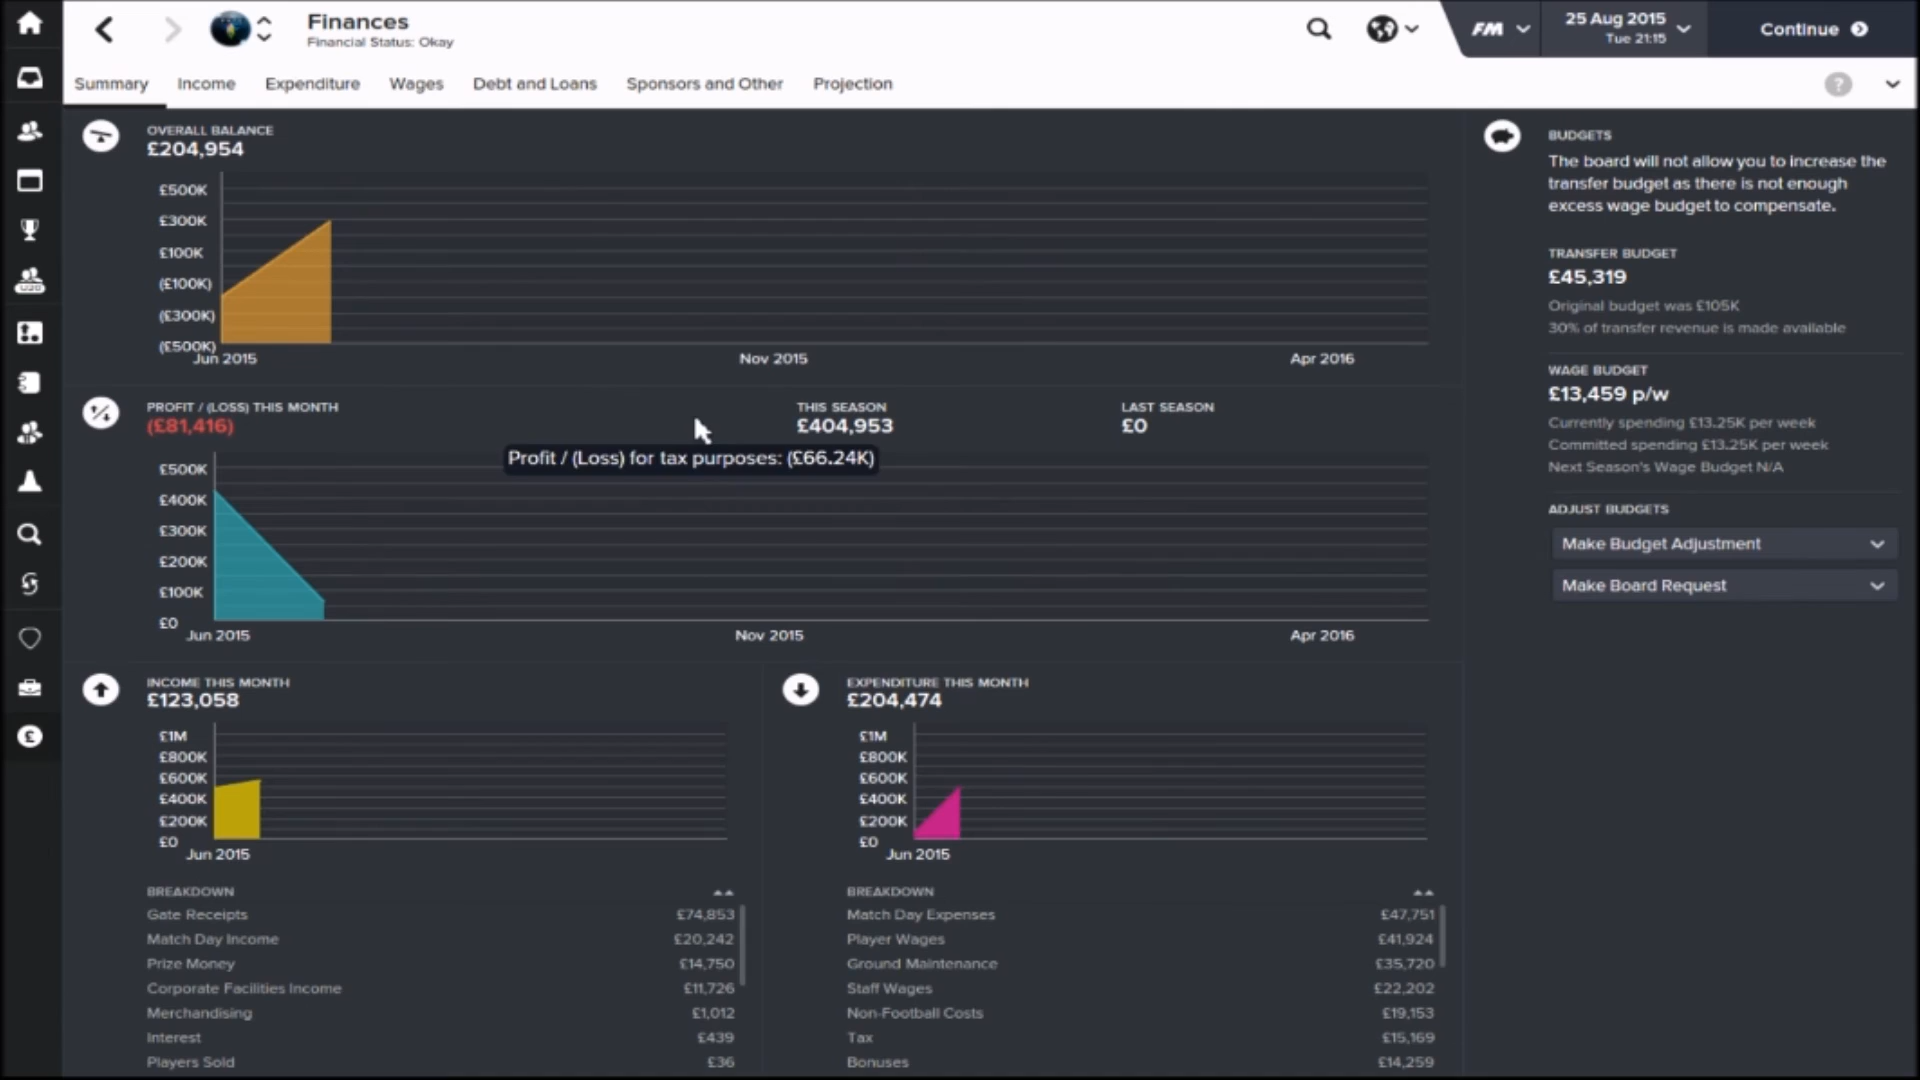 Finances
Financial Status: Okay
FM
25 Aug 2015
Tue 21:15
Continue
Summary
Income
Expenditure
Wages
Debt and Loans
Sponsors and Other
Projection
?
OVERALL BALANCE
£204,954
£500K
£300K
£100K
(£100K)
(£300K)
(£500K)
Jun 2015
Nov 2015
Apr 2016
PROFIT / (LOSS) THIS MONTH
(£81,416)
THIS SEASON
£404,953
LAST SEASON
£0
Profit / (Loss) for tax purposes: (£66.24K)
£500K
£400K
£300K
£200K
£100K
£0
Jun 2015
Nov 2015
Apr 2016
INCOME THIS MONTH
£123,058
£1M
£800K
£600K
£400K
£200K
£0
Jun 2015
BREAKDOWN
Gate Receipts £74,853
Match Day Income £20,242
Prize Money £14,750
Corporate Facilities Income £11,726
Merchandising £1,012
Interest £439
Players Sold £36
EXPENDITURE THIS MONTH
£204,474
£1M
£800K
£600K
£400K
£200K
£0
Jun 2015
BREAKDOWN
Match Day Expenses £47,751
Player Wages £41,924
Ground Maintenance £35,720
Staff Wages £22,202
Non-Football Costs £19,153
Tax £15,169
Bonuses £14,259
BUDGETS
The board will not allow you to increase the
transfer budget as there is not enough
excess wage budget to compensate.
TRANSFER BUDGET
£45,319
Original budget was £105K
30% of transfer revenue is made available
WAGE BUDGET
£13,459 p/w
Currently spending £13.25K per week
Committed spending £13.25K per week
Next Season's Wage Budget N/A
ADJUST BUDGETS
Make Budget Adjustment
Make Board Request
U20
£